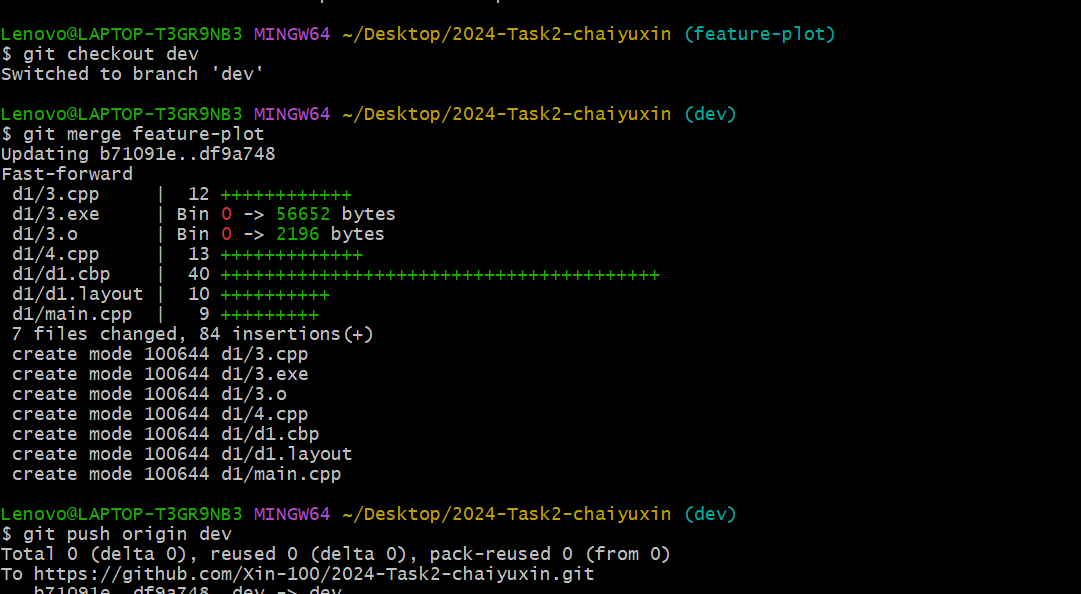 Lenovo@LAPTOP-T3GR9NB3 MINGW64 ~/Desktop/2024-Task2-chaiyuxin (feature-plot)
$ git checkout dev
Switched to branch 'dev'
Lenovo@LAPTOP-T3GR9NB3 MINGW64 ~/Desktop/2024-Task2-chaiyuxin (dev)
$ git merge feature-plot
Updating b71091e..df9a748
Fast-forward
 d1/3.cpp     |  12 ++++++++++++
 d1/3.exe     | Bin 0 -> 56652 bytes
 d1/3.o       | Bin 0 -> 2196 bytes
 d1/4.cpp     |  13 +++++++++++++
 d1/d1.cbp    |  40 ++++++++++++++++++++++++++++++++++++++++
 d1/d1.layout |  10 ++++++++++
 d1/main.cpp  |   9 +++++++++
 7 files changed, 84 insertions(+)
 create mode 100644 d1/3.cpp
 create mode 100644 d1/3.exe
 create mode 100644 d1/3.o
 create mode 100644 d1/4.cpp
 create mode 100644 d1/d1.cbp
 create mode 100644 d1/d1.layout
 create mode 100644 d1/main.cpp
Lenovo@LAPTOP-T3GR9NB3 MINGW64 ~/Desktop/2024-Task2-chaiyuxin (dev)
$ git push origin dev
Total 0 (delta 0), reused 0 (delta 0), pack-reused 0 (from 0)
To https://github.com/Xin-100/2024-Task2-chaiyuxin.git
   b71091e..df9a748  dev -> dev